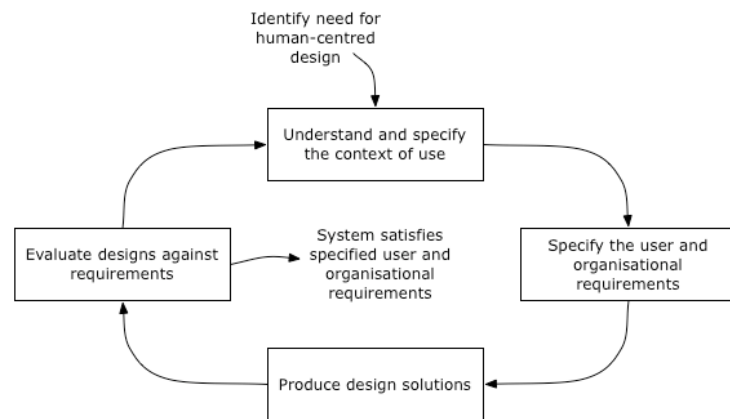 Identify need for
human-centred
design
Understand and specify
the context of use
Evaluate designs against
requirements
System satisfies
specified user and
organisational
requirements
Specify the user and
organisational
requirements
Produce design solutions